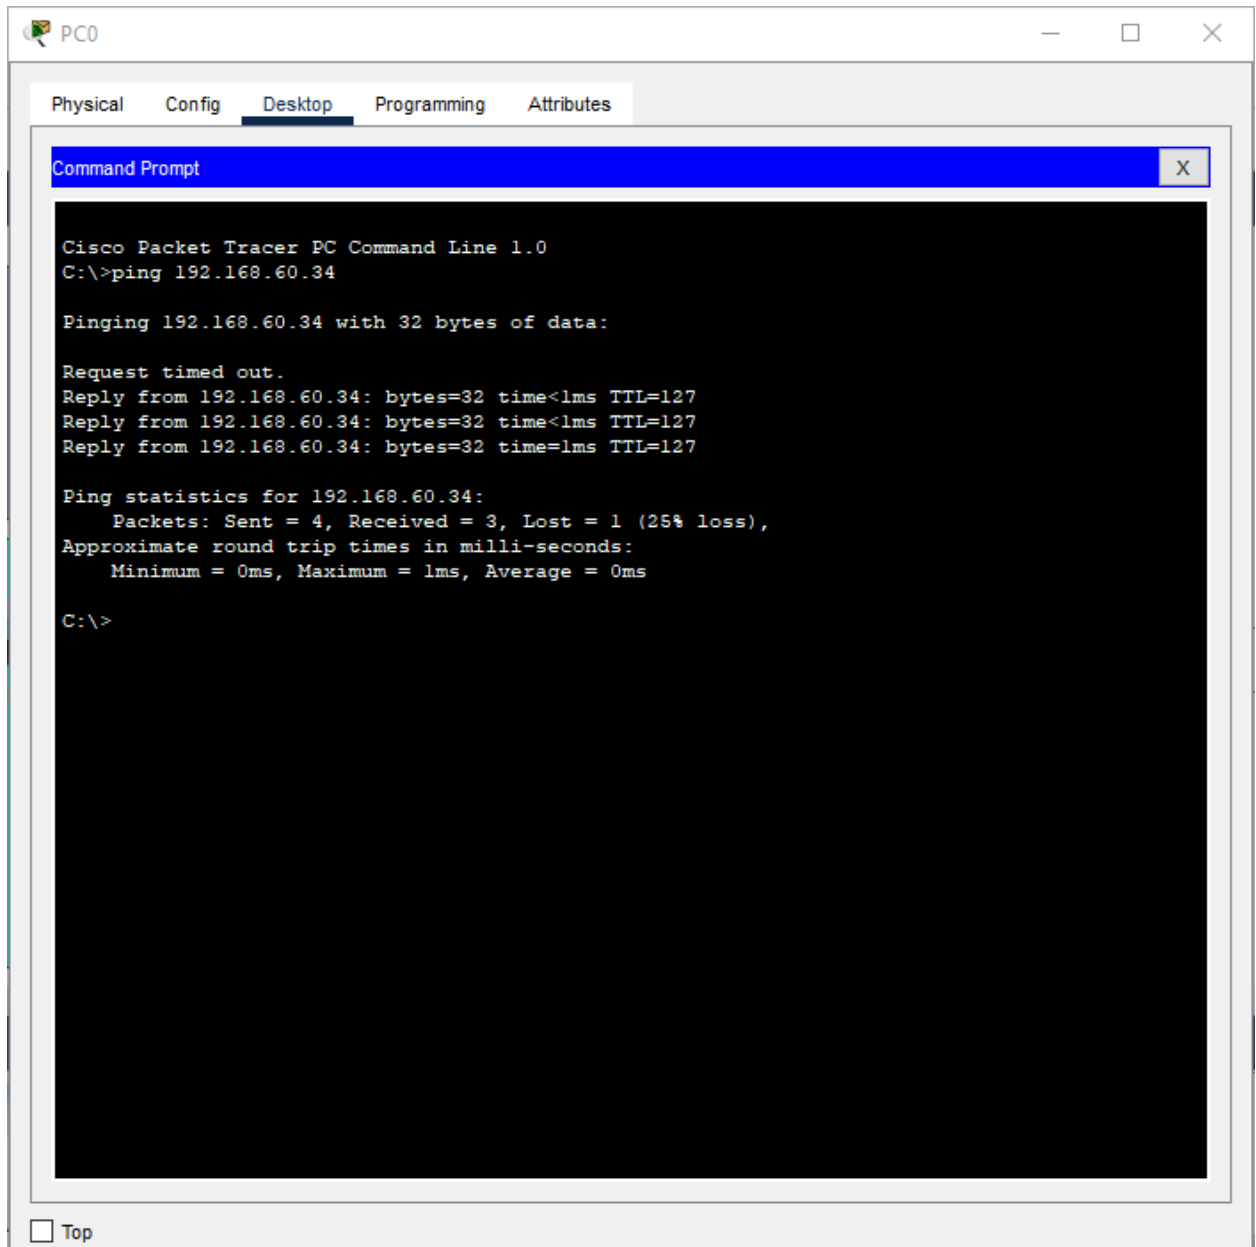 PC0
Physical Config Desktop Programming Attributes
Command Prompt X
Cisco Packet Tracer PC Command Line 1.0
C:\>ping 192.168.60.34
Pinging 192.168.60.34 with 32 bytes of data:
Request timed out.
Reply from 192.168.60.34: bytes=32 time<1ms TTL=127
Reply from 192.168.60.34: bytes=32 time<1ms TTL=127
Reply from 192.168.60.34: bytes=32 time=1ms TTL=127
Ping statistics for 192.168.60.34:
    Packets: Sent = 4, Received = 3, Lost = 1 (25% loss),
Approximate round trip times in milli-seconds:
    Minimum = 0ms, Maximum = 1ms, Average = 0ms
C:\>
Top